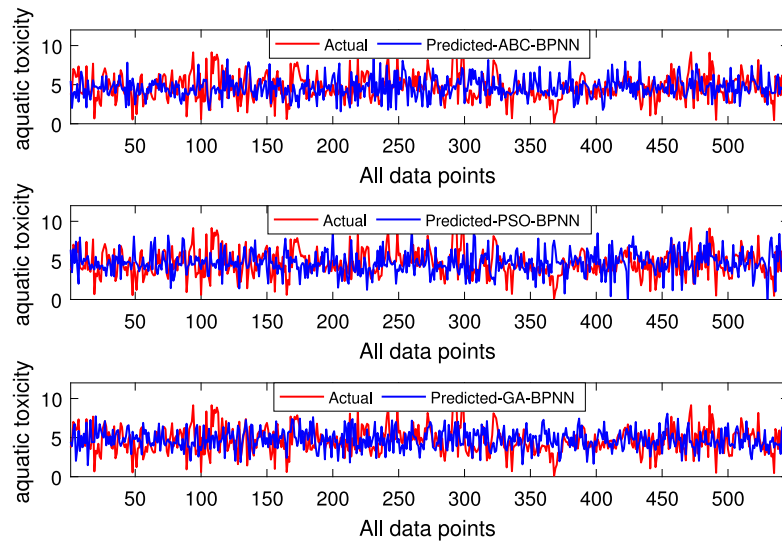 aquatic toxicity
10
5
0
Actual
Predicted-ABC-BPNN
50 100 150 200 250 300 350 400 450 500
All data points
aquatic toxicity
10
5
0
Actual
Predicted-PSO-BPNN
50 100 150 200 250 300 350 400 450 500
All data points
aquatic toxicity
10
5
0
Actual
Predicted-GA-BPNN
50 100 150 200 250 300 350 400 450 500
All data points